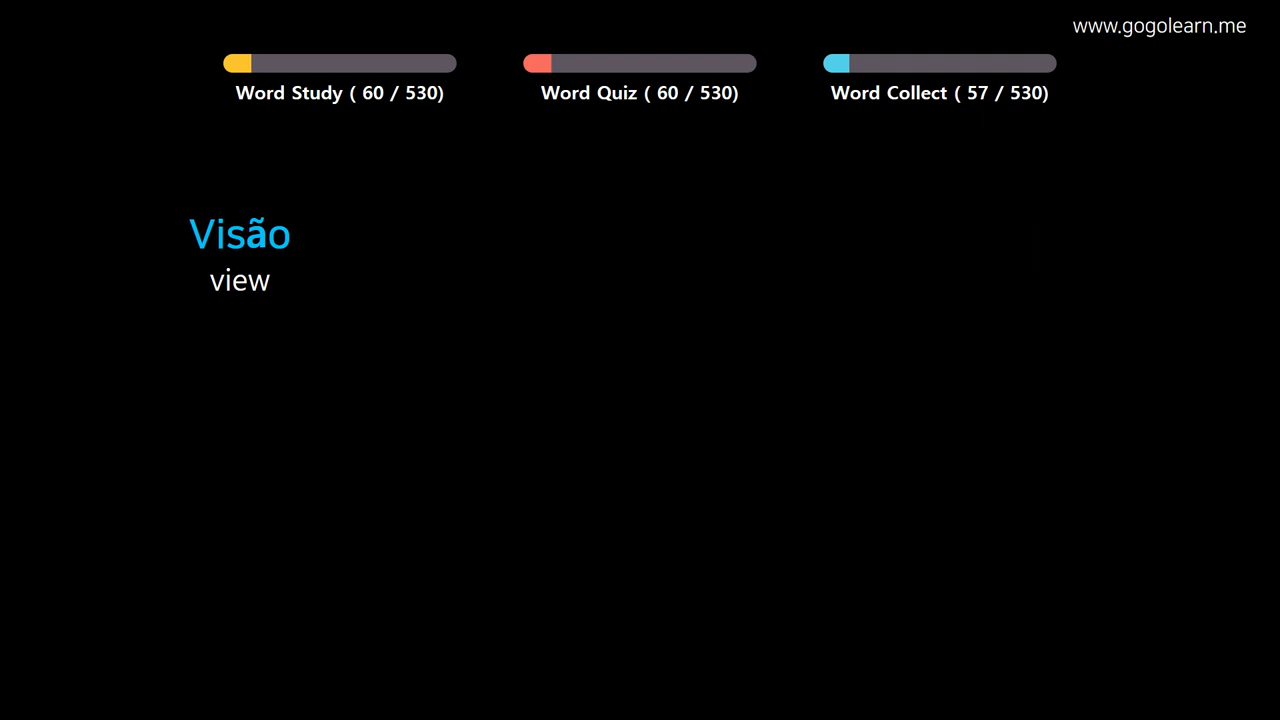 www.gogolearn.me
Word Study ( 60 / 530)
Word Quiz ( 60 / 530)
Word Collect ( 57 / 530)
Visão
view